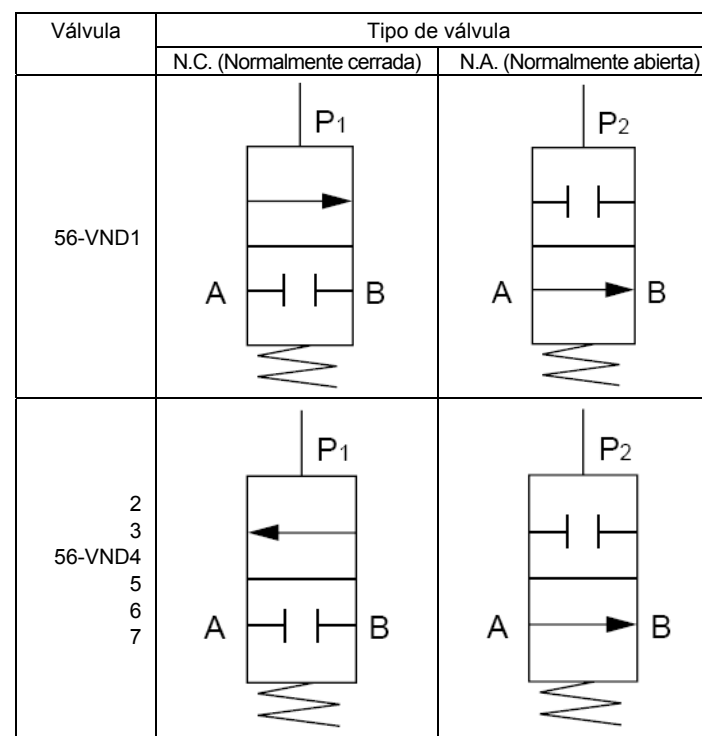 Válvula
Tipo de válvula
N.C. (Normalmente cerrada)
N.A. (Normalmente abierta)
56-VND1
P1
A
B
P2
A
B
2
3
56-VND4
5
6
7
P1
A
B
P2
A
B